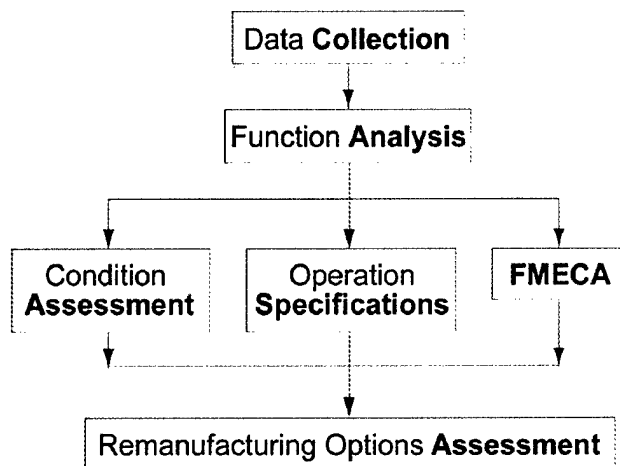 Data Collection
Function Analysis
Condition
Assessment
Operation
Specifications
FMECA
Remanufacturing Options Assessment